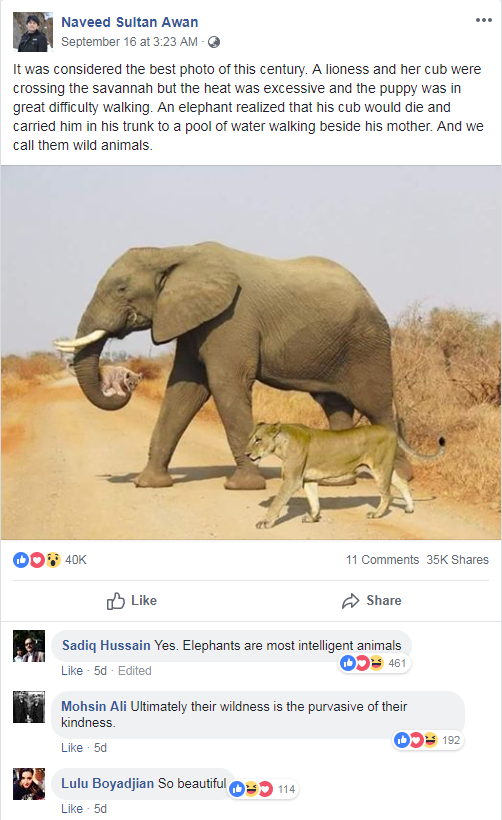 Naveed Sultan Awan
September 16 at 3:23 AM ·
It was considered the best photo of this century. A lioness and her cub were
crossing the savannah but the heat was excessive and the puppy was in
great difficulty walking. An elephant realized that his cub would die and
carried him in his trunk to a pool of water walking beside his mother. And we
call them wild animals.
40K
11 Comments 35K Shares
Like
Share
Sadiq Hussain Yes. Elephants are most intelligent animals
461
Like · 5d · Edited
Mohsin Ali Ultimately their wildness is the purvasive of their
kindness.
192
Like · 5d
Lulu Boyadjian So beautiful
114
Like · 5d